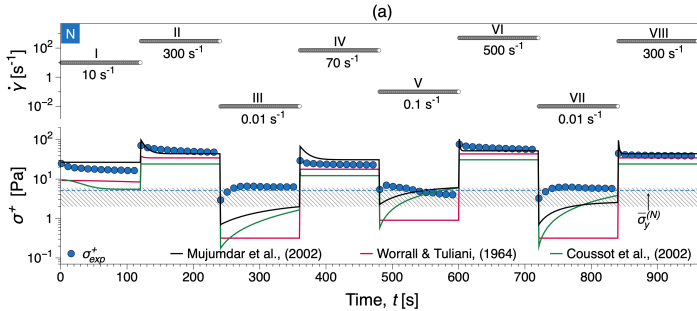 (a)
N
I
10 s⁻¹
II
300 s⁻¹
III
0.01 s⁻¹
IV
70 s⁻¹
V
0.1 s⁻¹
VI
500 s⁻¹
VII
0.01 s⁻¹
VIII
300 s⁻¹
γ̇ [s⁻¹]
10²
1
10⁻²
σ⁺ [Pa]
10²
10¹
1
10⁻¹
σ̄y⁽ᴺ⁾
σ⁺exp
Mujumdar et al., (2002)
Worrall & Tuliani, (1964)
Coussot et al., (2002)
0 100 200 300 400 500 600 700 800 900
Time, t [s]